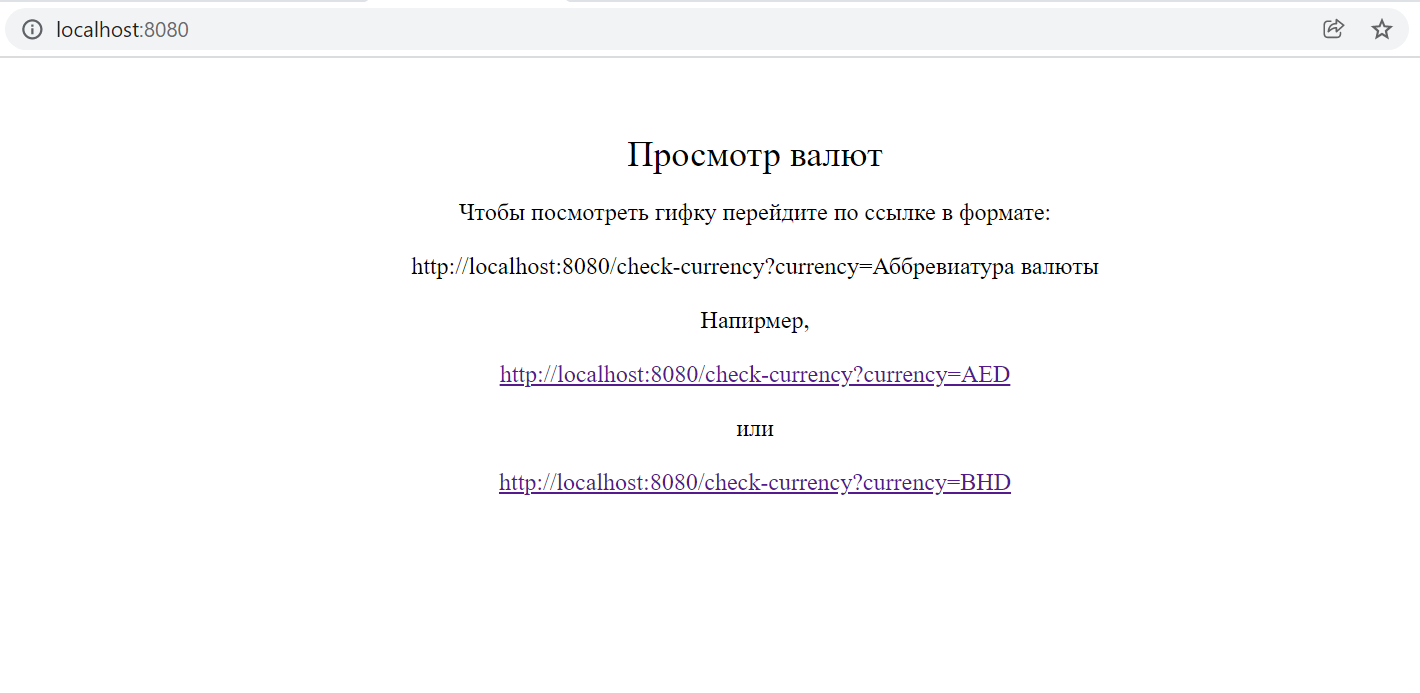 localhost:8080
Просмотр валют
Чтобы посмотреть гифку перейдите по ссылке в формате:
http://localhost:8080/check-currency?currency=Аббревиатура валюты
Напирмер,
http://localhost:8080/check-currency?currency=AED
или
http://localhost:8080/check-currency?currency=BHD